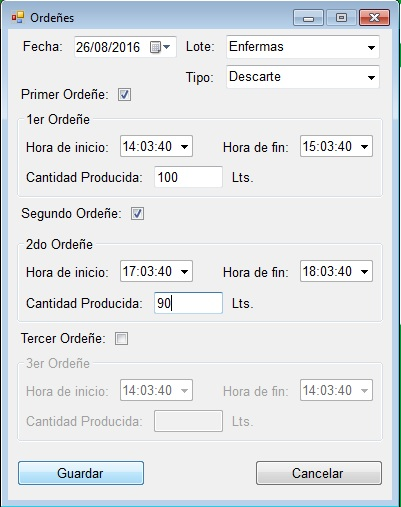 Ordeñes
Fecha: 26/08/2016 Lote: Enfermas
Tipo: Descarte
Primer Ordeñe:
1er Ordeñe
Hora de inicio: 14:03:40 Hora de fin: 15:03:40
Cantidad Producida: 100 Lts.
Segundo Ordeñe:
2do Ordeñe
Hora de inicio: 17:03:40 Hora de fin: 18:03:40
Cantidad Producida: 90 Lts.
Tercer Ordeñe:
3er Ordeñe
Hora de inicio: 14:03:40 Hora de fin: 14:03:40
Cantidad Producida: Lts.
Guardar Cancelar